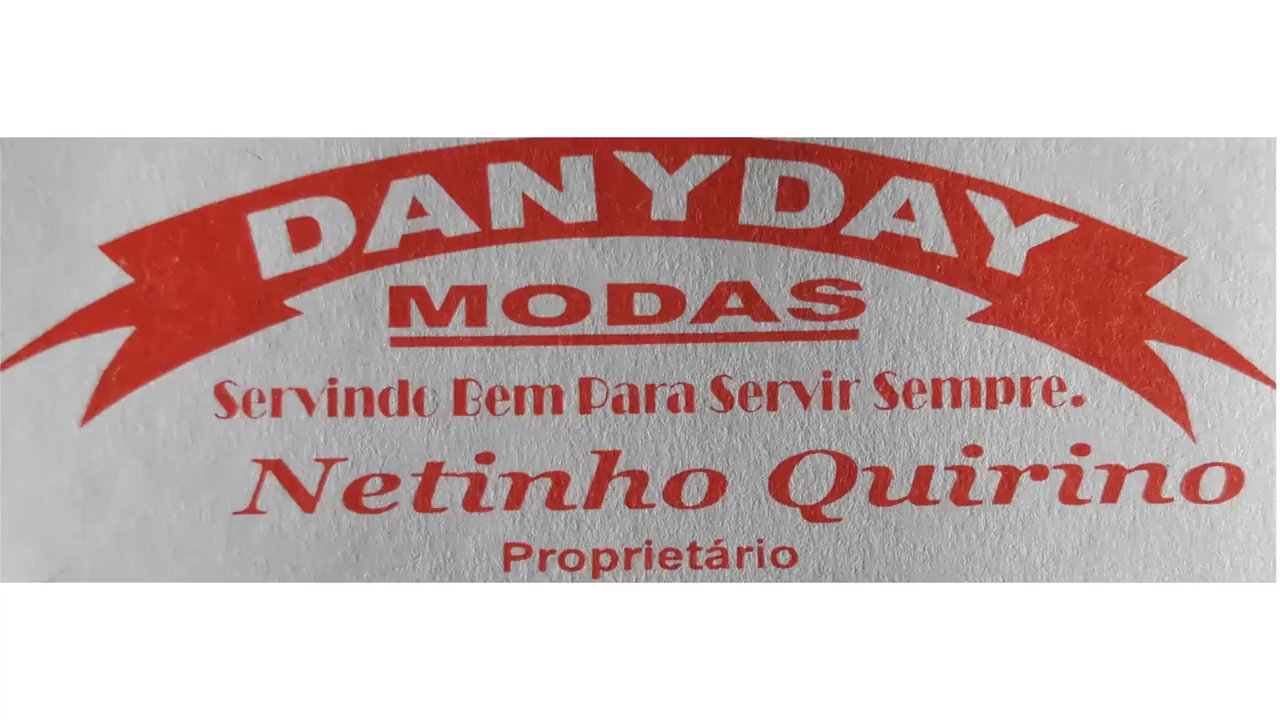 DANYDAY
MODAS
Servindo Bem Para Servir Sempre.
Netinho Quirino
Proprietário